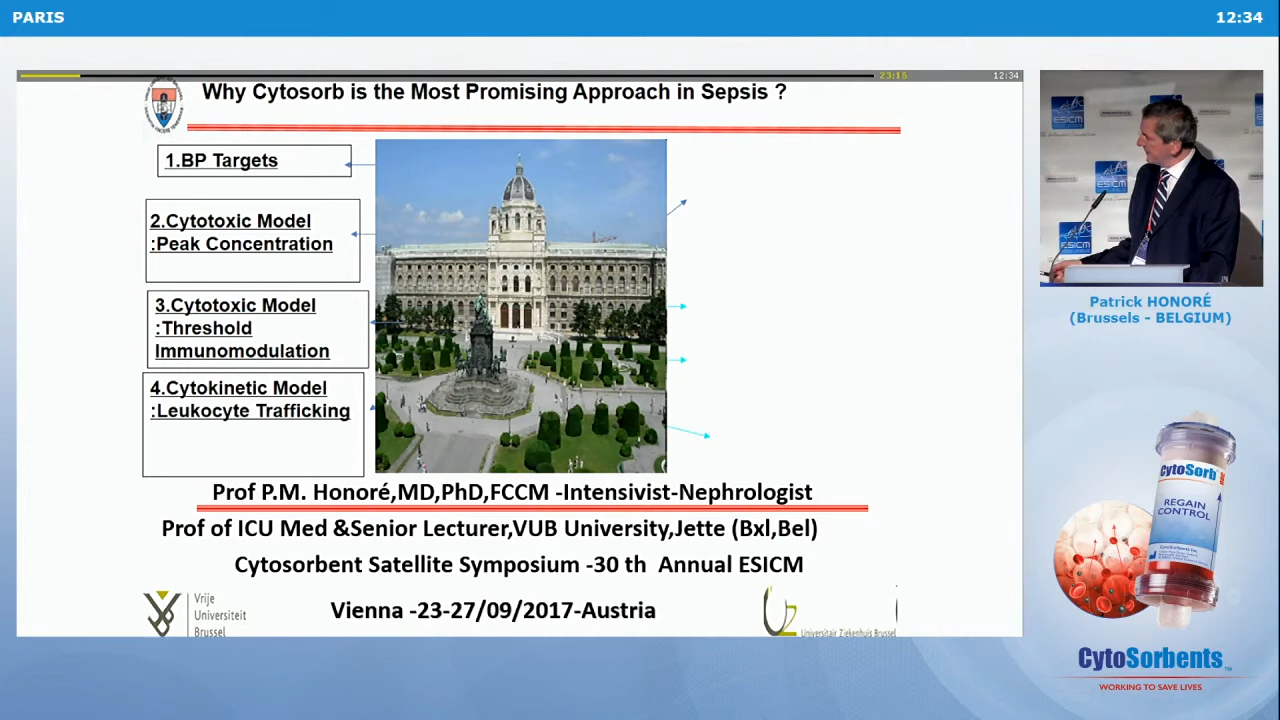 PARIS
12:34
23:15
12:34
Why Cytosorb is the Most Promising Approach in Sepsis ?
1.BP Targets
2.Cytotoxic Model
:Peak Concentration
3.Cytotoxic Model
:Threshold
Immunomodulation
4.Cytokinetic Model
:Leukocyte Trafficking
Prof P.M. Honoré,MD,PhD,FCCM -Intensivist-Nephrologist
Prof of ICU Med &Senior Lecturer,VUB University,Jette (Bxl,Bel)
Cytosorbent Satellite Symposium -30 th Annual ESICM
Vienna -23-27/09/2017-Austria
Vrije
Universiteit
Brussel
Universitair Ziekenhuis Brussel
ESICM
ESICM
ESICM
Patrick HONORÉ
(Brussels - BELGIUM)
CytoSorb
REGAIN
CONTROL
CytoSorbents
WORKING TO SAVE LIVES